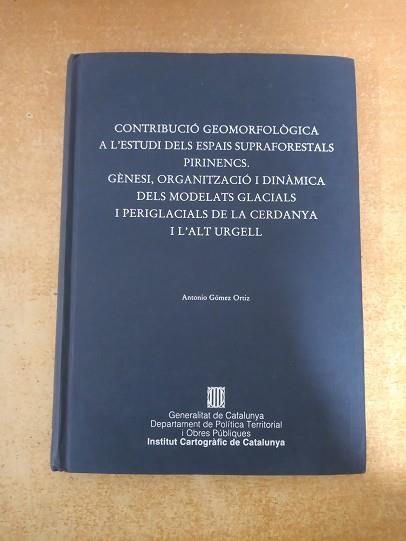 CONTRIBUCIÓ GEOMORFOLÒGICA
A L'ESTUDI DELS ESPAIS SUPRAFORESTALS
PIRINENCS.
GÈNESI, ORGANITZACIÓ I DINÀMICA
DELS MODELATS GLACIALS
I PERIGLACIALS DE LA CERDANYA
I L'ALT URGELL
Antonio Gómez Ortiz
Generalitat de Catalunya
Departament de Política Territorial
i Obres Públiques
Institut Cartogràfic de Catalunya